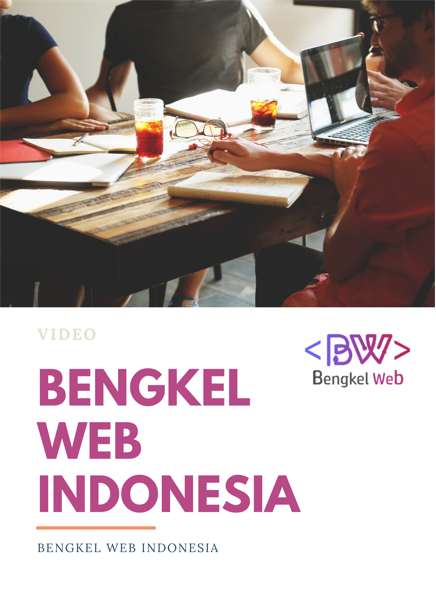 VIDEO
<BW>
Bengkel Web
BENGKEL
WEB
INDONESIA
BENGKEL WEB INDONESIA